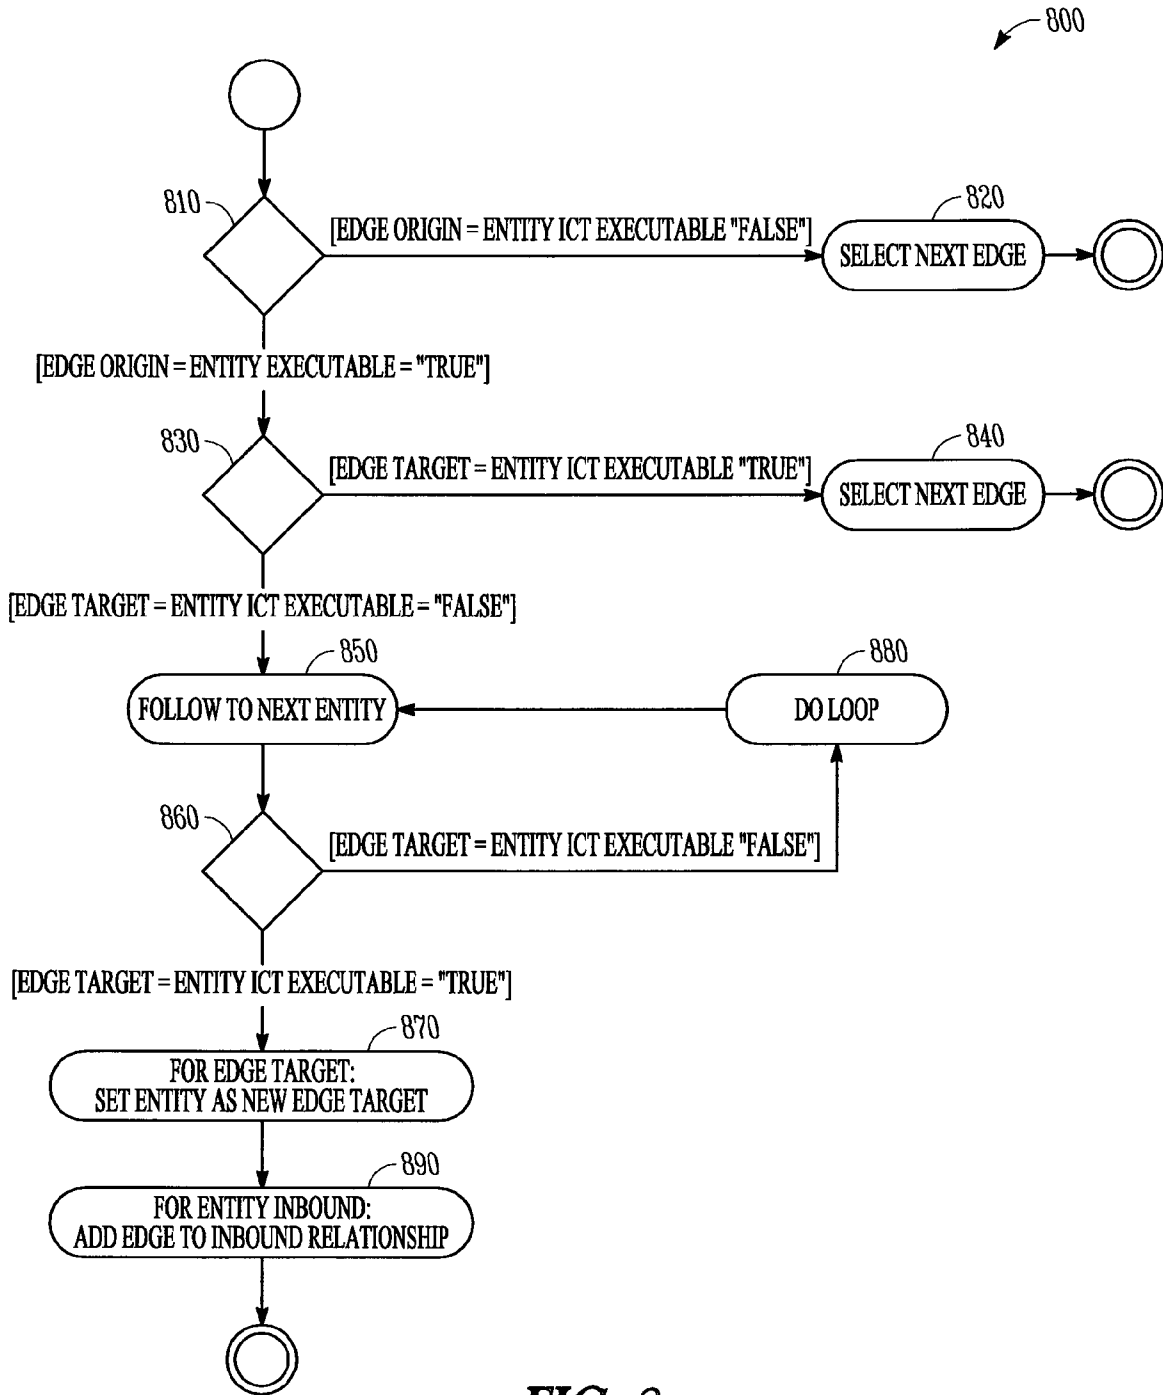 800
810
[EDGE ORIGIN = ENTITY ICT EXECUTABLE "FALSE"]
820
SELECT NEXT EDGE
[EDGE ORIGIN = ENTITY EXECUTABLE = "TRUE"]
830
[EDGE TARGET = ENTITY ICT EXECUTABLE "TRUE"]
840
SELECT NEXT EDGE
[EDGE TARGET = ENTITY ICT EXECUTABLE = "FALSE"]
850
FOLLOW TO NEXT ENTITY
880
DO LOOP
860
[EDGE TARGET = ENTITY ICT EXECUTABLE "FALSE"]
[EDGE TARGET = ENTITY ICT EXECUTABLE = "TRUE"]
870
FOR EDGE TARGET:
SET ENTITY AS NEW EDGE TARGET
890
FOR ENTITY INBOUND:
ADD EDGE TO INBOUND RELATIONSHIP
FIG.